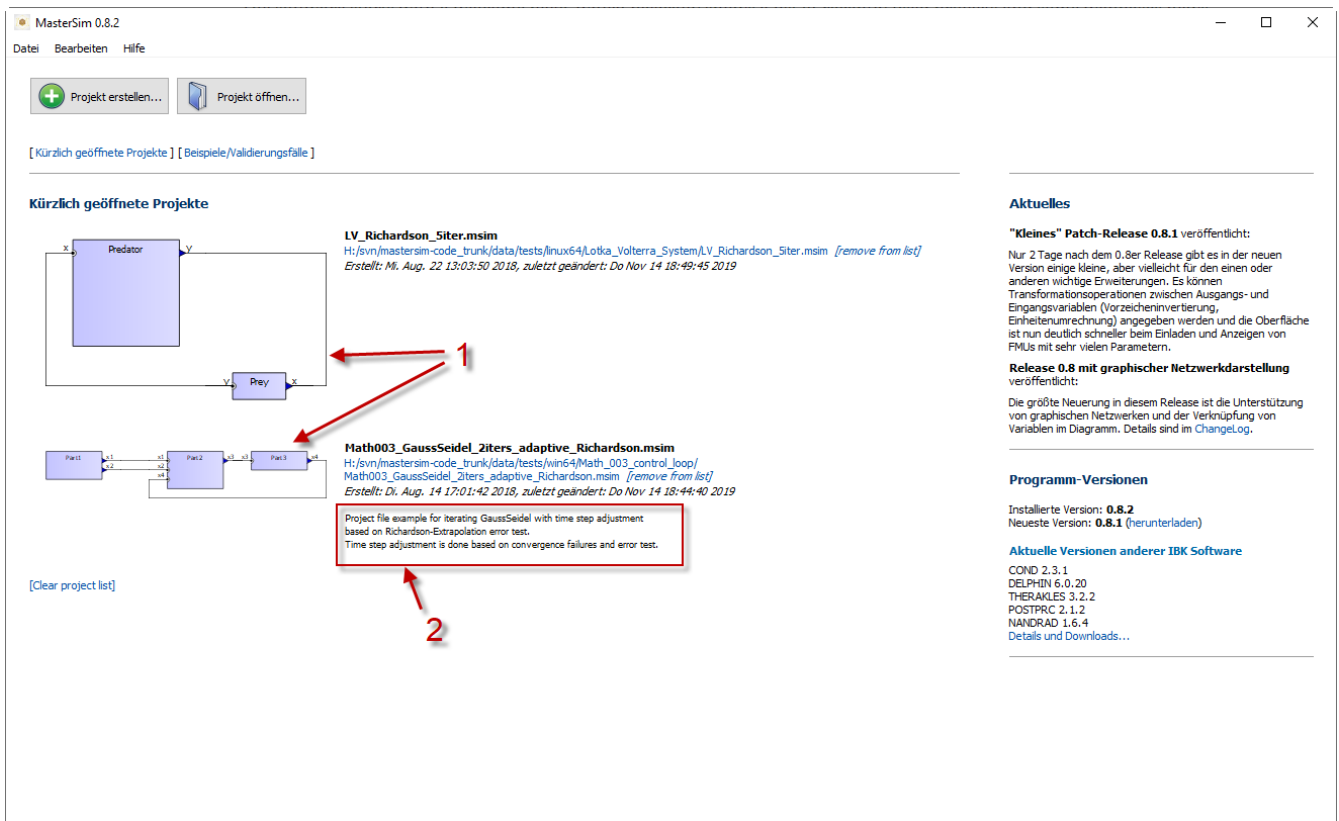 MasterSim 0.8.2
Datei Bearbeiten Hilfe
Projekt erstellen... Projekt öffnen...
[ Kürzlich geöffnete Projekte ] [ Beispiele/Validierungsfälle ]
Kürzlich geöffnete Projekte
x Predator y
y Prey x
LV_Richardson_5iter.msim
H:/svn/mastersim-code_trunk/data/tests/linux64/Lotka_Volterra_System/LV_Richardson_5iter.msim [remove from list]
Erstellt: Mi. Aug. 22 13:03:50 2018, zuletzt geändert: Do Nov 14 18:49:45 2019
1
Part1 x1 x1 Part2 x3 x3 Part3 x4
x2 x2
x4
Math003_GaussSeidel_2iters_adaptive_Richardson.msim
H:/svn/mastersim-code_trunk/data/tests/win64/Math_003_control_loop/
Math003_GaussSeidel_2iters_adaptive_Richardson.msim [remove from list]
Erstellt: Di. Aug. 14 17:01:42 2018, zuletzt geändert: Do Nov 14 18:44:40 2019
Project file example for iterating GaussSeidel with time step adjustment
based on Richardson-Extrapolation error test.
Time step adjustment is done based on convergence failures and error test.
2
[Clear project list]
Aktuelles
"Kleines" Patch-Release 0.8.1 veröffentlicht:
Nur 2 Tage nach dem 0.8er Release gibt es in der neuen
Version einige kleine, aber vielleicht für den einen oder
anderen wichtige Erweiterungen. Es können
Transformationsoperationen zwischen Ausgangs- und
Eingangsvariablen (Vorzeicheninvertierung,
Einheitenumrechnung) angegeben werden und die Oberfläche
ist nun deutlich schneller beim Einladen und Anzeigen von
FMUs mit sehr vielen Parametern.
Release 0.8 mit graphischer Netzwerkdarstellung
veröffentlicht:
Die größte Neuerung in diesem Release ist die Unterstützung
von graphischen Netzwerken und der Verknüpfung von
Variablen im Diagramm. Details sind im ChangeLog.
Programm-Versionen
Installierte Version: 0.8.2
Neueste Version: 0.8.1 (herunterladen)
Aktuelle Versionen anderer IBK Software
COND 2.3.1
DELPHIN 6.0.20
THERAKLES 3.2.2
POSTPRC 2.1.2
NANDRAD 1.6.4
Details und Downloads...